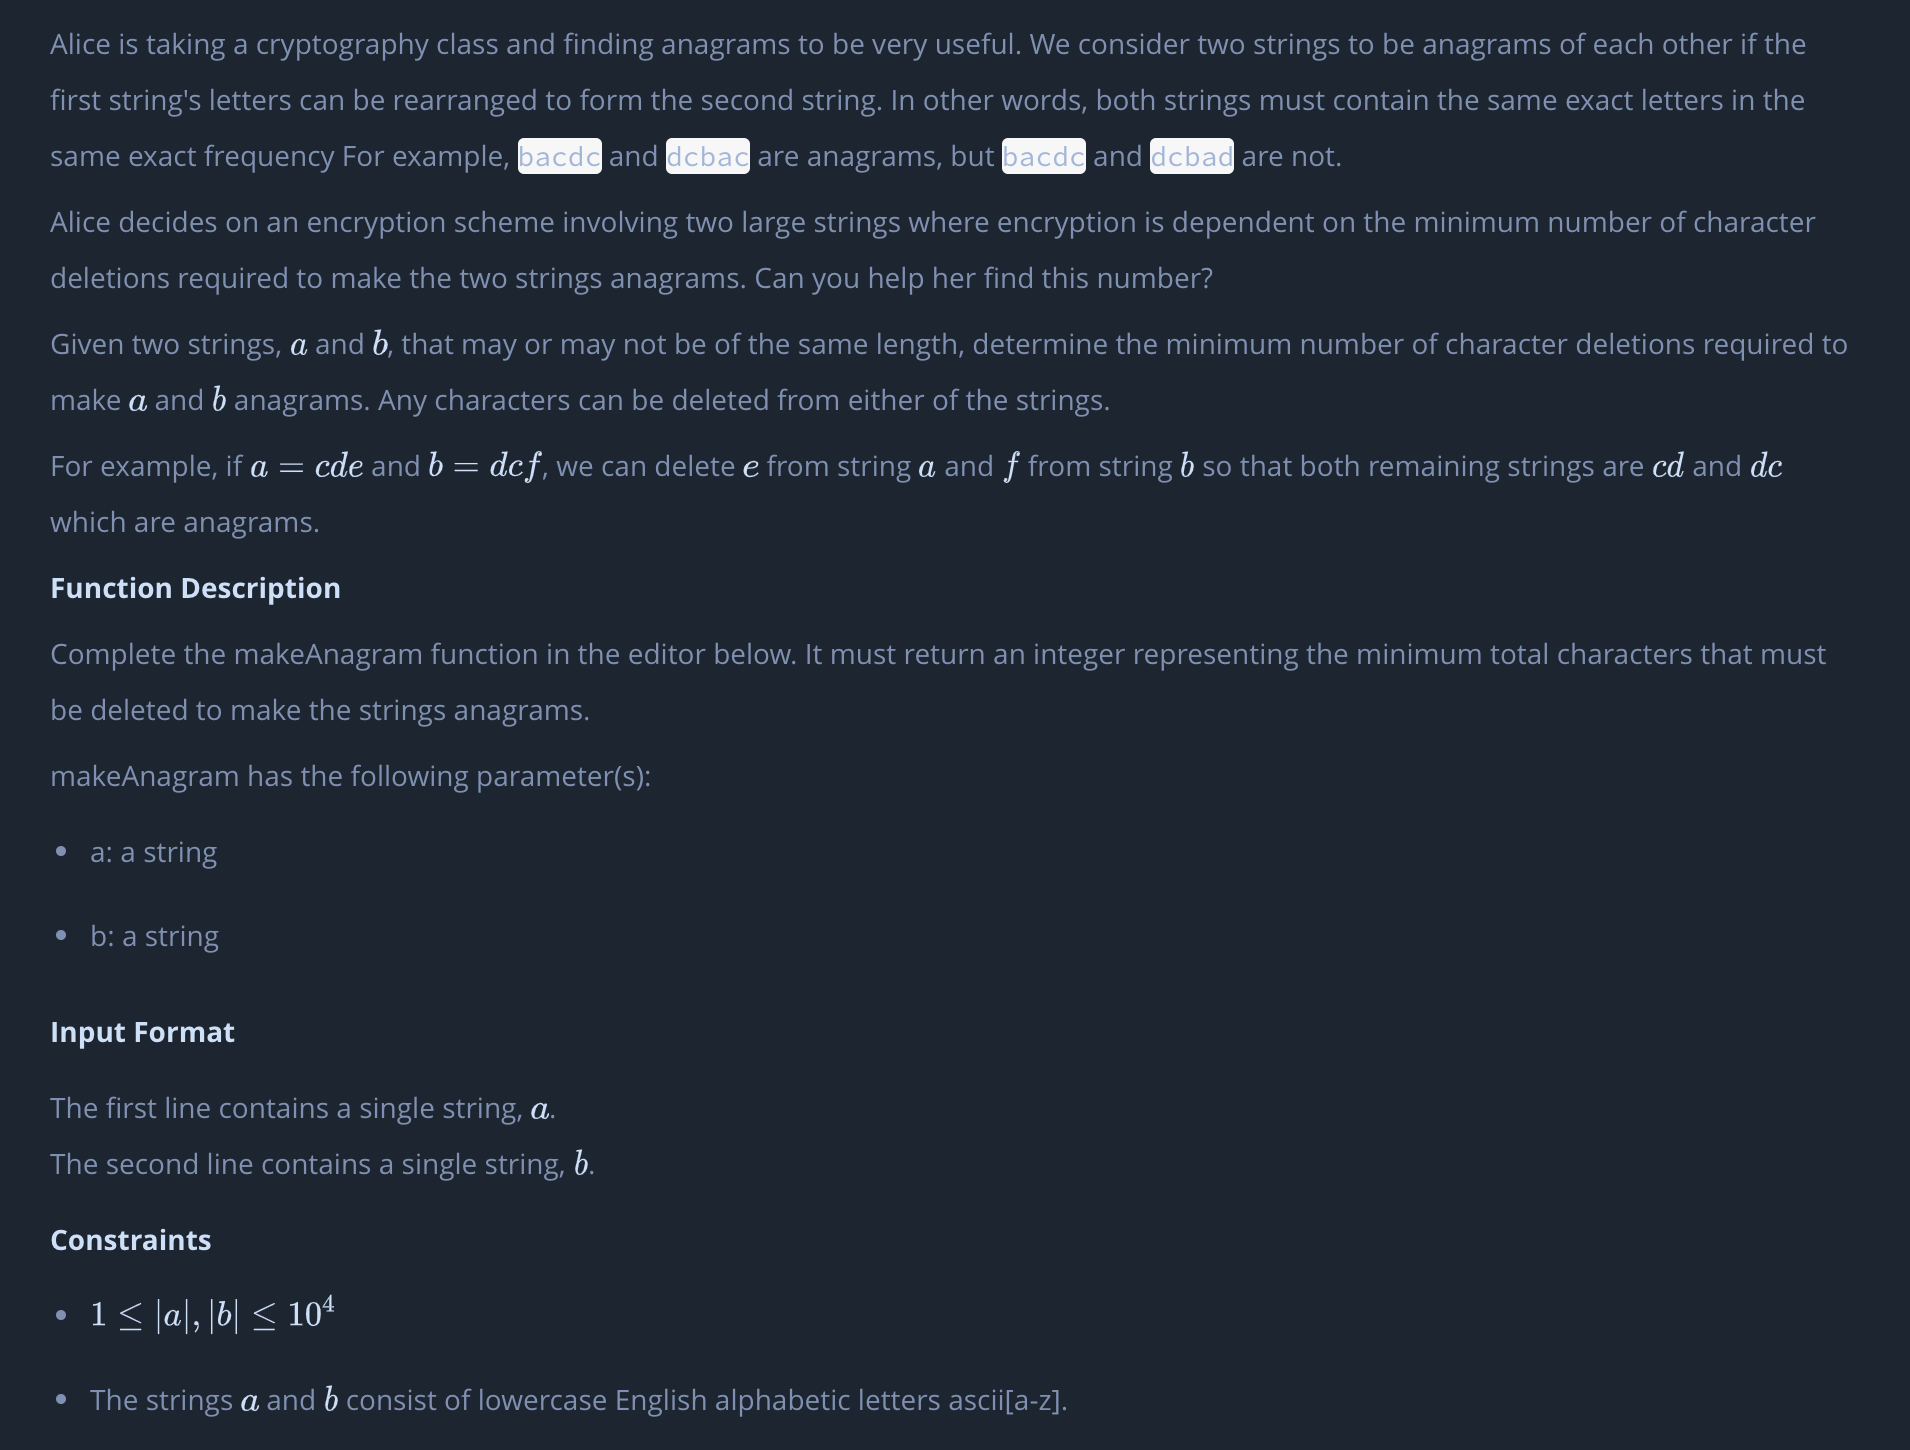 Alice is taking a cryptography class and finding anagrams to be very useful. We consider two strings to be anagrams of each other if the
first string's letters can be rearranged to form the second string. In other words, both strings must contain the same exact letters in the
same exact frequency For example, bacdc and dcbac are anagrams, but bacdc and dcbad are not.
Alice decides on an encryption scheme involving two large strings where encryption is dependent on the minimum number of character
deletions required to make the two strings anagrams. Can you help her find this number?
Given two strings, a and b, that may or may not be of the same length, determine the minimum number of character deletions required to
make a and b anagrams. Any characters can be deleted from either of the strings.
For example, if a = cde and b = dcf, we can delete e from string a and f from string b so that both remaining strings are cd and dc
which are anagrams.
Function Description
Complete the makeAnagram function in the editor below. It must return an integer representing the minimum total characters that must
be deleted to make the strings anagrams.
makeAnagram has the following parameter(s):
• a: a string
• b: a string
Input Format
The first line contains a single string, a.
The second line contains a single string, b.
Constraints
• 1 ≤ |a|, |b| ≤ 10⁴
• The strings a and b consist of lowercase English alphabetic letters ascii[a-z].